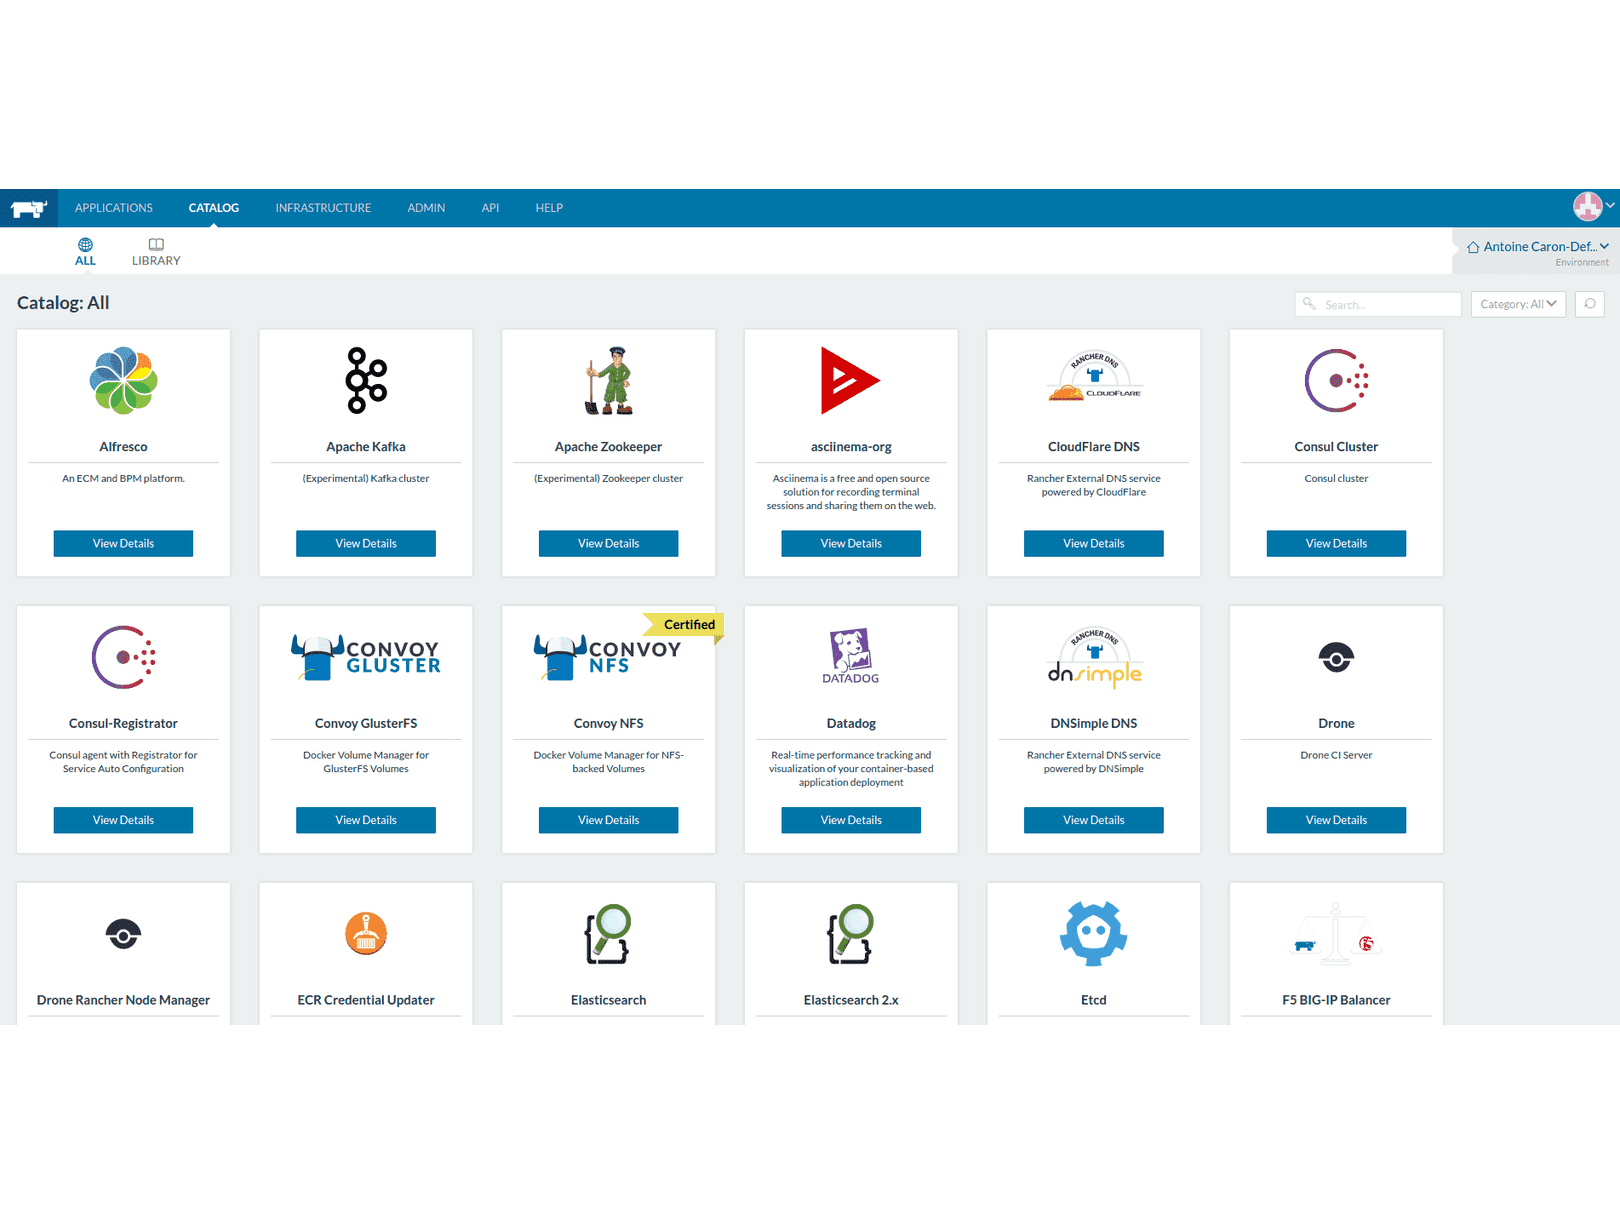 APPLICATIONS CATALOG INFRASTRUCTURE ADMIN API HELP
ALL LIBRARY
Antoine Caron-Def...
Environment
Catalog: All
Search...
Category: All
RANCHER DNS
CLOUDFLARE
Alfresco
An ECM and BPM platform.
View Details
Apache Kafka
(Experimental) Kafka cluster
View Details
Apache Zookeeper
(Experimental) Zookeeper cluster
View Details
asciinema-org
Asciinema is a free and open source
solution for recording terminal
sessions and sharing them on the web.
View Details
CloudFlare DNS
Rancher External DNS service
powered by CloudFlare
View Details
Consul Cluster
Consul cluster
View Details
Consul-Registrator
Consul agent with Registrator for
Service Auto Configuration
View Details
CONVOY
GLUSTER
Convoy GlusterFS
Docker Volume Manager for
GlusterFS Volumes
View Details
Certified
CONVOY
NFS
Convoy NFS
Docker Volume Manager for NFS-
backed Volumes
View Details
DATADOG
Datadog
Real-time performance tracking and
visualization of your container-based
application deployment
View Details
RANCHER DNS
dnsimple
DNSimple DNS
Rancher External DNS service
powered by DNSimple
View Details
Drone
Drone CI Server
View Details
Drone Rancher Node Manager
ECR Credential Updater
Elasticsearch
Elasticsearch 2.x
Etcd
F5 BIG-IP Balancer